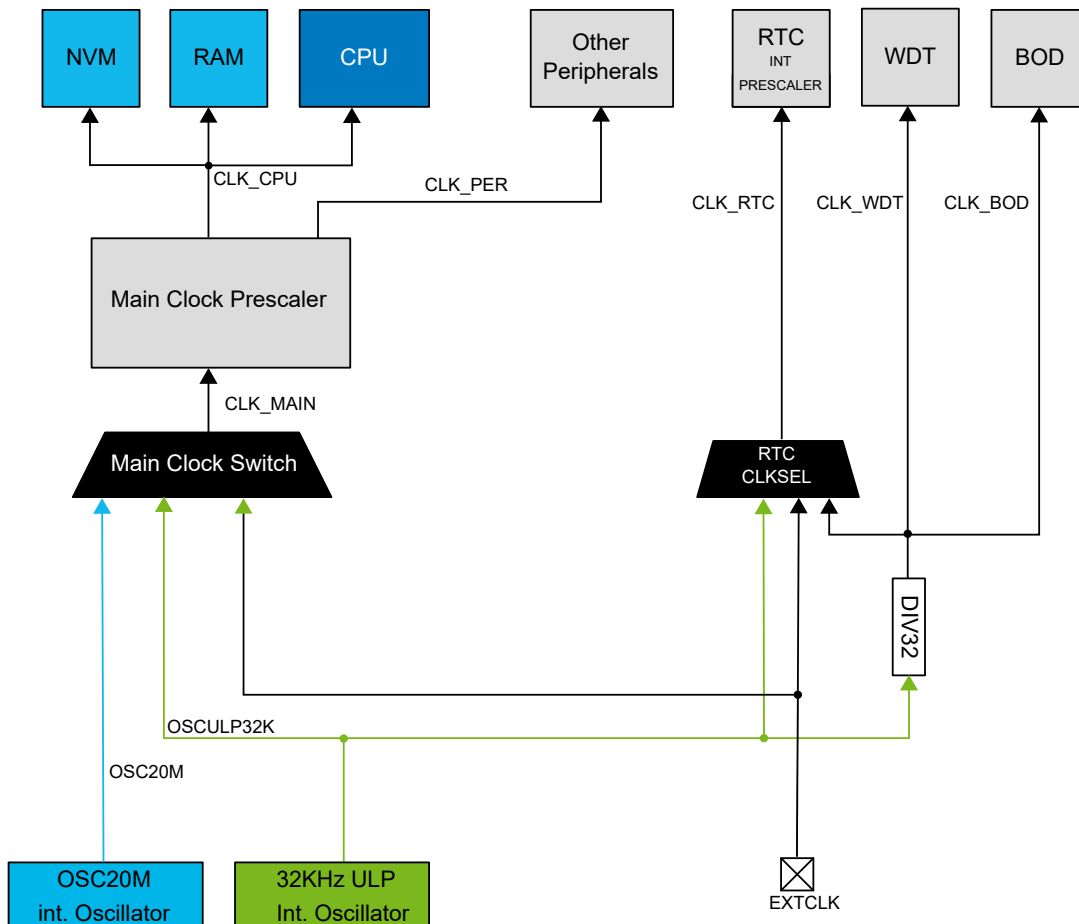 NVM
RAM
CPU
Other
Peripherals
RTC
INT
PRESCALER
WDT
BOD
CLK_CPU
CLK_PER
CLK_RTC
CLK_WDT
CLK_BOD
Main Clock Prescaler
CLK_MAIN
Main Clock Switch
RTC
CLKSEL
DIV32
OSCULP32K
OSC20M
OSC20M
int. Oscillator
32KHz ULP
Int. Oscillator
EXTCLK